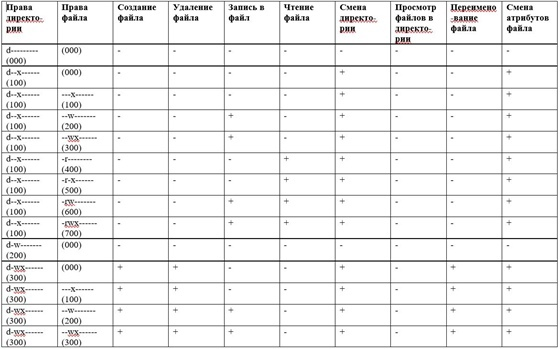 Права директо-рии Права файла Создание файла Удаление файла Запись в файл Чтение файла Смена директо-рии Просмотр файлов в директо-рии Переимено-вание файла Смена атрибутов файла
d--------- (000) (000) - - - - - - - -
d--x------ (100) (000) - - - - + - - +
d--x------ (100) ---x------ (100) - - - - + - - +
d--x------ (100) --w------- (200) - - + - + - - +
d--x------ (100) --wx------ (300) - - + - + - - +
d--x------ (100) -r-------- (400) - - - + + - - +
d--x------ (100) -r-x------ (500) - - - + + - - +
d--x------ (100) -rw------- (600) - - + + + - - +
d--x------ (100) -rwx------ (700) - - + + + - - +
d-w------- (200) (000) - - - - - - - -
d-wx------ (300) (000) + + - - + - + +
d-wx------ (300) ---x------ (100) + + - - + - + +
d-wx------ (300) --w------- (200) + + + - + - + +
d-wx------ (300) --wx------ (300) + + + - + - + +